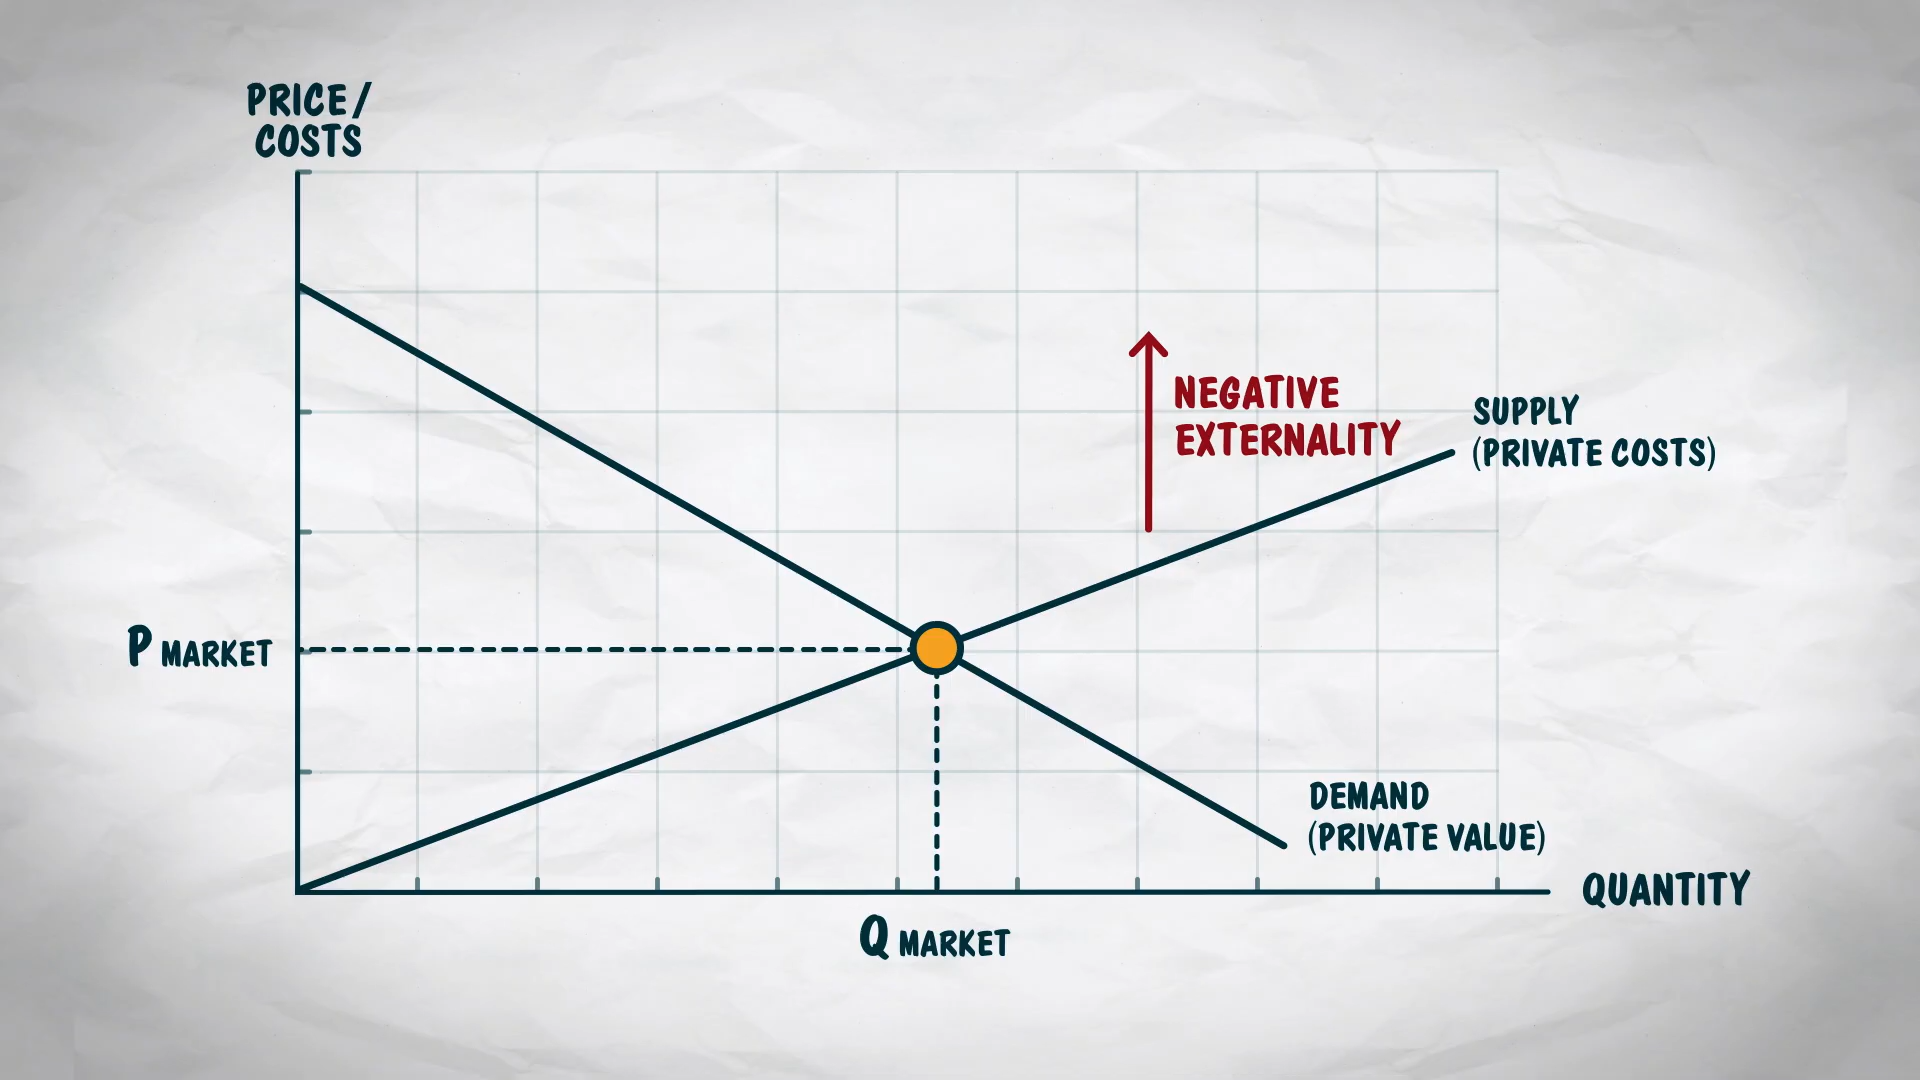 PRICE/
COSTS
NEGATIVE
EXTERNALITY
SUPPLY
(PRIVATE COSTS)
P MARKET
DEMAND
(PRIVATE VALUE)
QUANTITY
Q MARKET